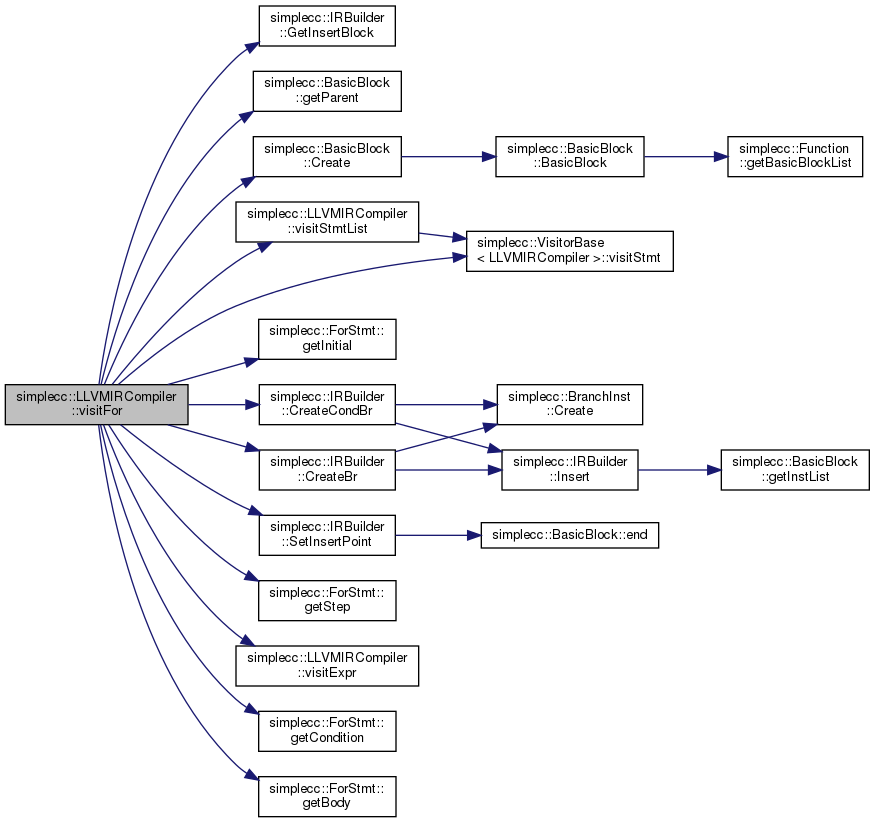 simplecc::IRBuilder
::GetInsertBlock
simplecc::BasicBlock
::getParent
simplecc::BasicBlock
::Create
simplecc::BasicBlock
::BasicBlock
simplecc::Function
::getBasicBlockList
simplecc::LLVMIRCompiler
::visitStmtList
simplecc::VisitorBase
< LLVMIRCompiler >::visitStmt
simplecc::ForStmt::
getInitial
simplecc::LLVMIRCompiler
::visitFor
simplecc::IRBuilder
::CreateCondBr
simplecc::BranchInst
::Create
simplecc::IRBuilder
::CreateBr
simplecc::IRBuilder
::Insert
simplecc::BasicBlock
::getInstList
simplecc::IRBuilder
::SetInsertPoint
simplecc::BasicBlock::end
simplecc::ForStmt::
getStep
simplecc::LLVMIRCompiler
::visitExpr
simplecc::ForStmt::
getCondition
simplecc::ForStmt::
getBody